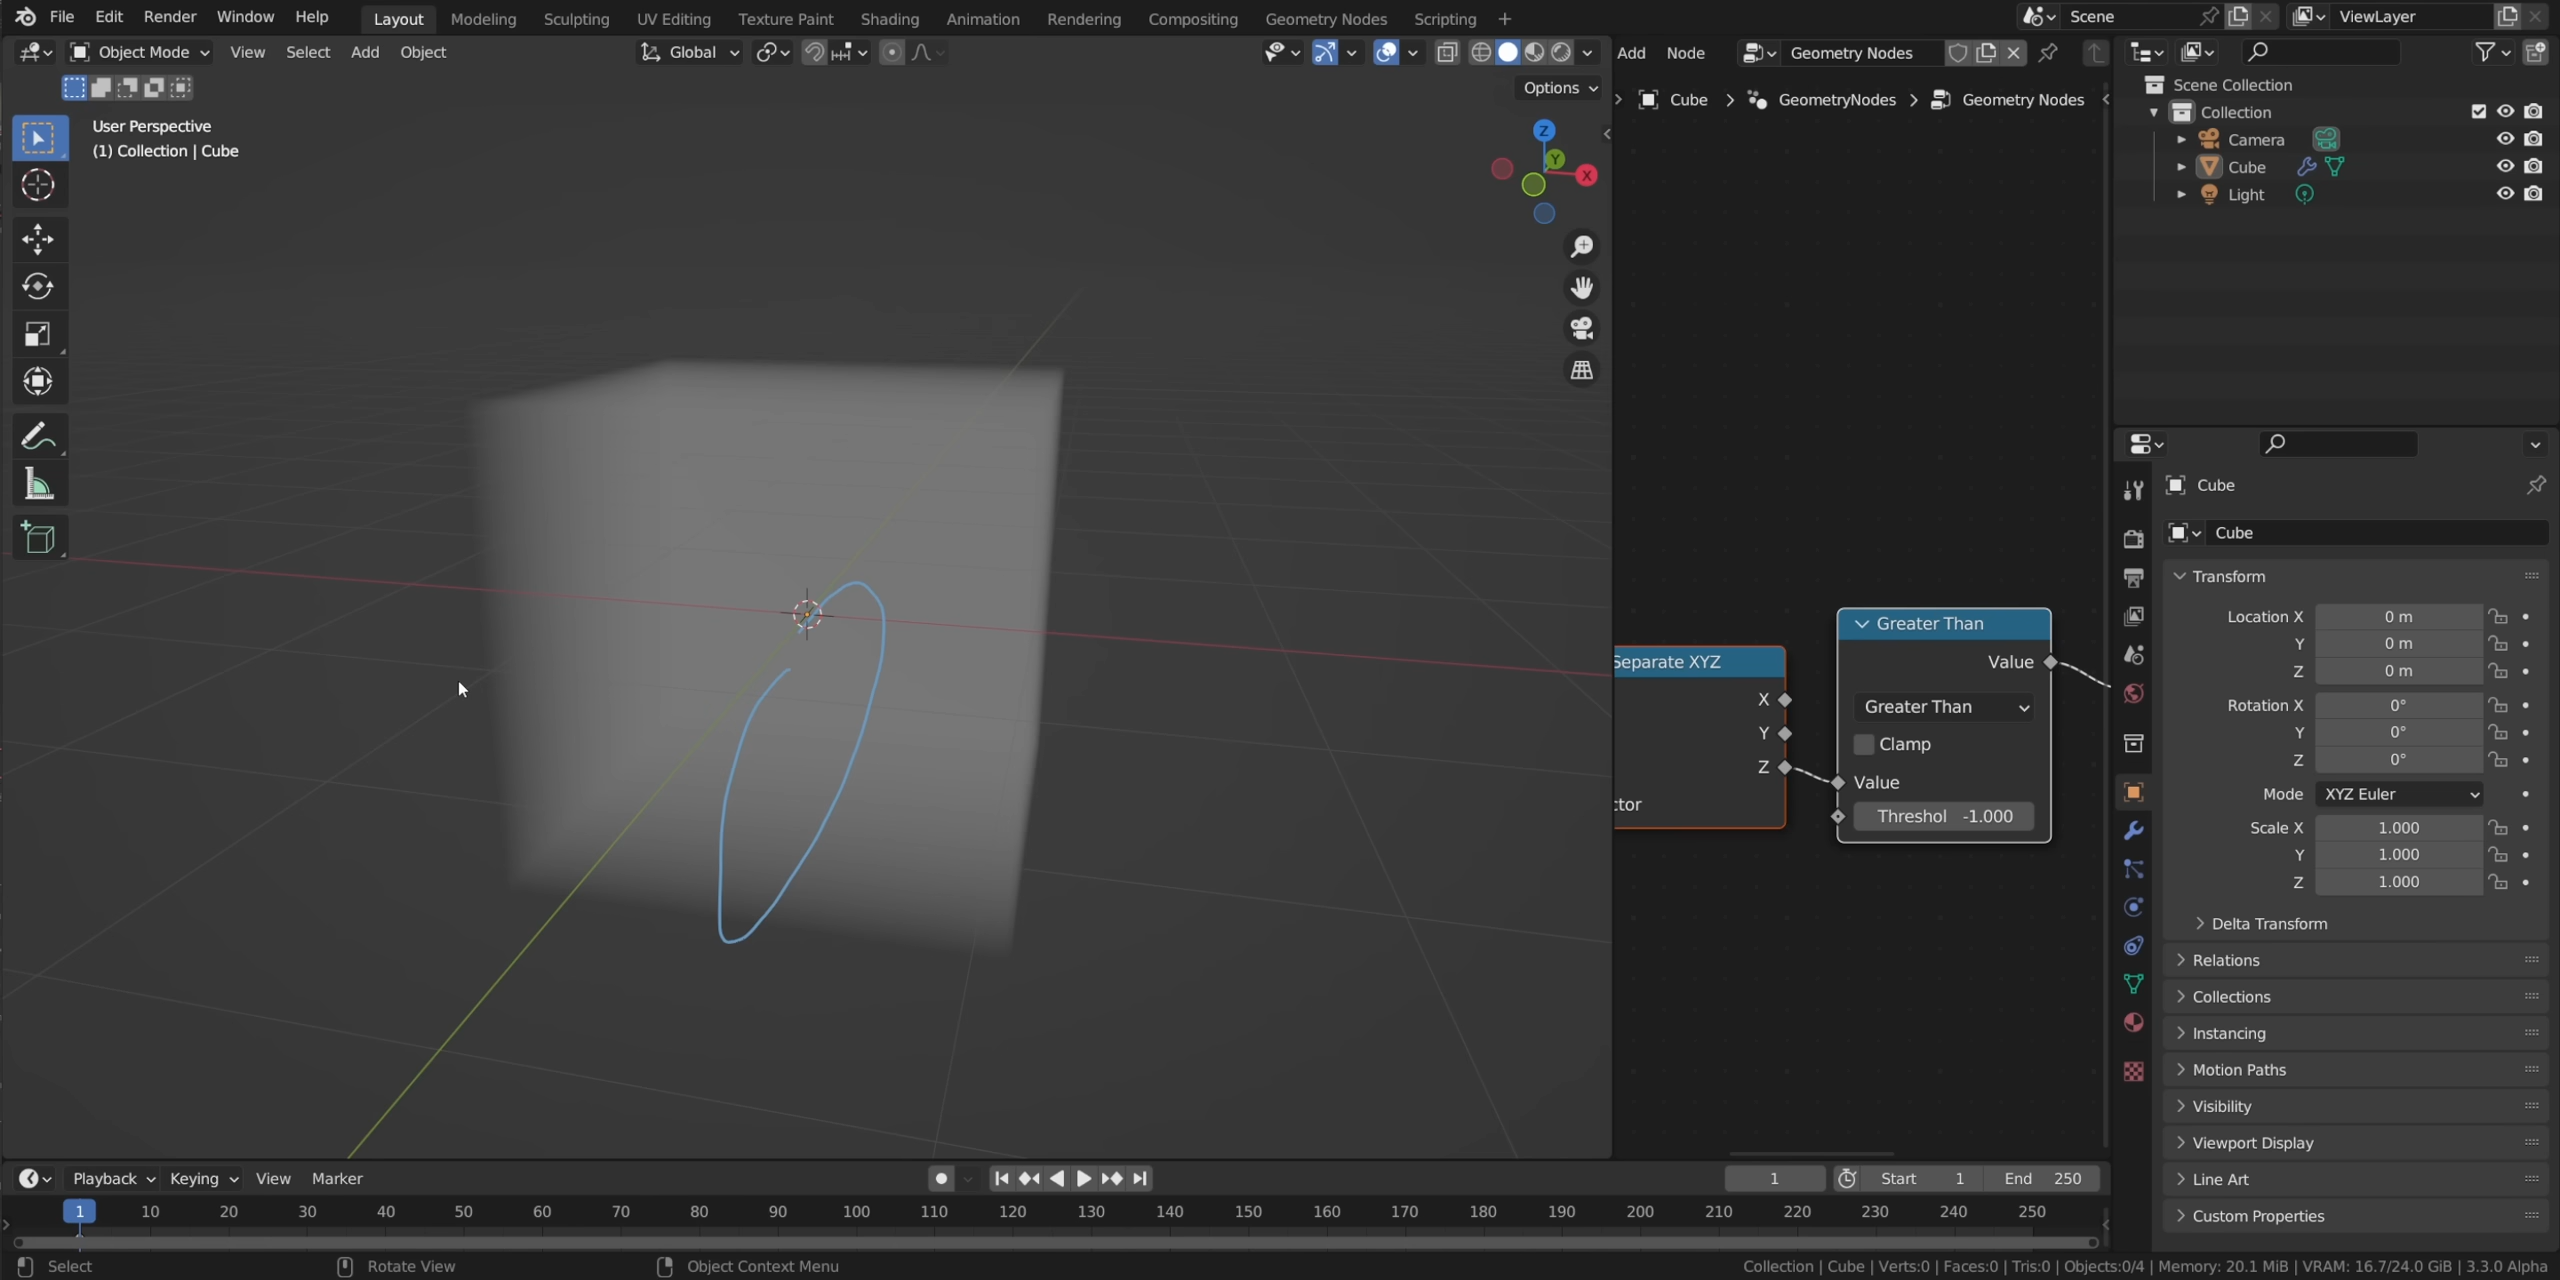 File Edit Render Window Help Layout Modeling Sculpting UV Editing Texture Paint Shading Animation Rendering Compositing Geometry Nodes Scripting + Scene ViewLayer
Object Mode View Select Add Object Global Add Node Geometry Nodes
Options
User Perspective
(1) Collection | Cube
Z
Y
X
Cube > GeometryNodes > Geometry Nodes
Separate XYZ
X
Y
Z
ctor
Greater Than
Value
Greater Than
Clamp
Value
Threshol -1.000
Scene Collection
Collection
Camera
Cube
Light
Cube
Cube
Transform
Location X 0 m
Y 0 m
Z 0 m
Rotation X 0°
Y 0°
Z 0°
Mode XYZ Euler
Scale X 1.000
Y 1.000
Z 1.000
Delta Transform
Relations
Collections
Instancing
Motion Paths
Visibility
Viewport Display
Line Art
Custom Properties
Playback Keying View Marker 1 Start 1 End 250
1 10 20 30 40 50 60 70 80 90 100 110 120 130 140 150 160 170 180 190 200 210 220 230 240 250
Select Rotate View Object Context Menu Collection | Cube | Verts:0 | Faces:0 | Tris:0 | Objects:0/4 | Memory: 20.1 MiB | VRAM: 16.7/24.0 GiB | 3.3.0 Alpha